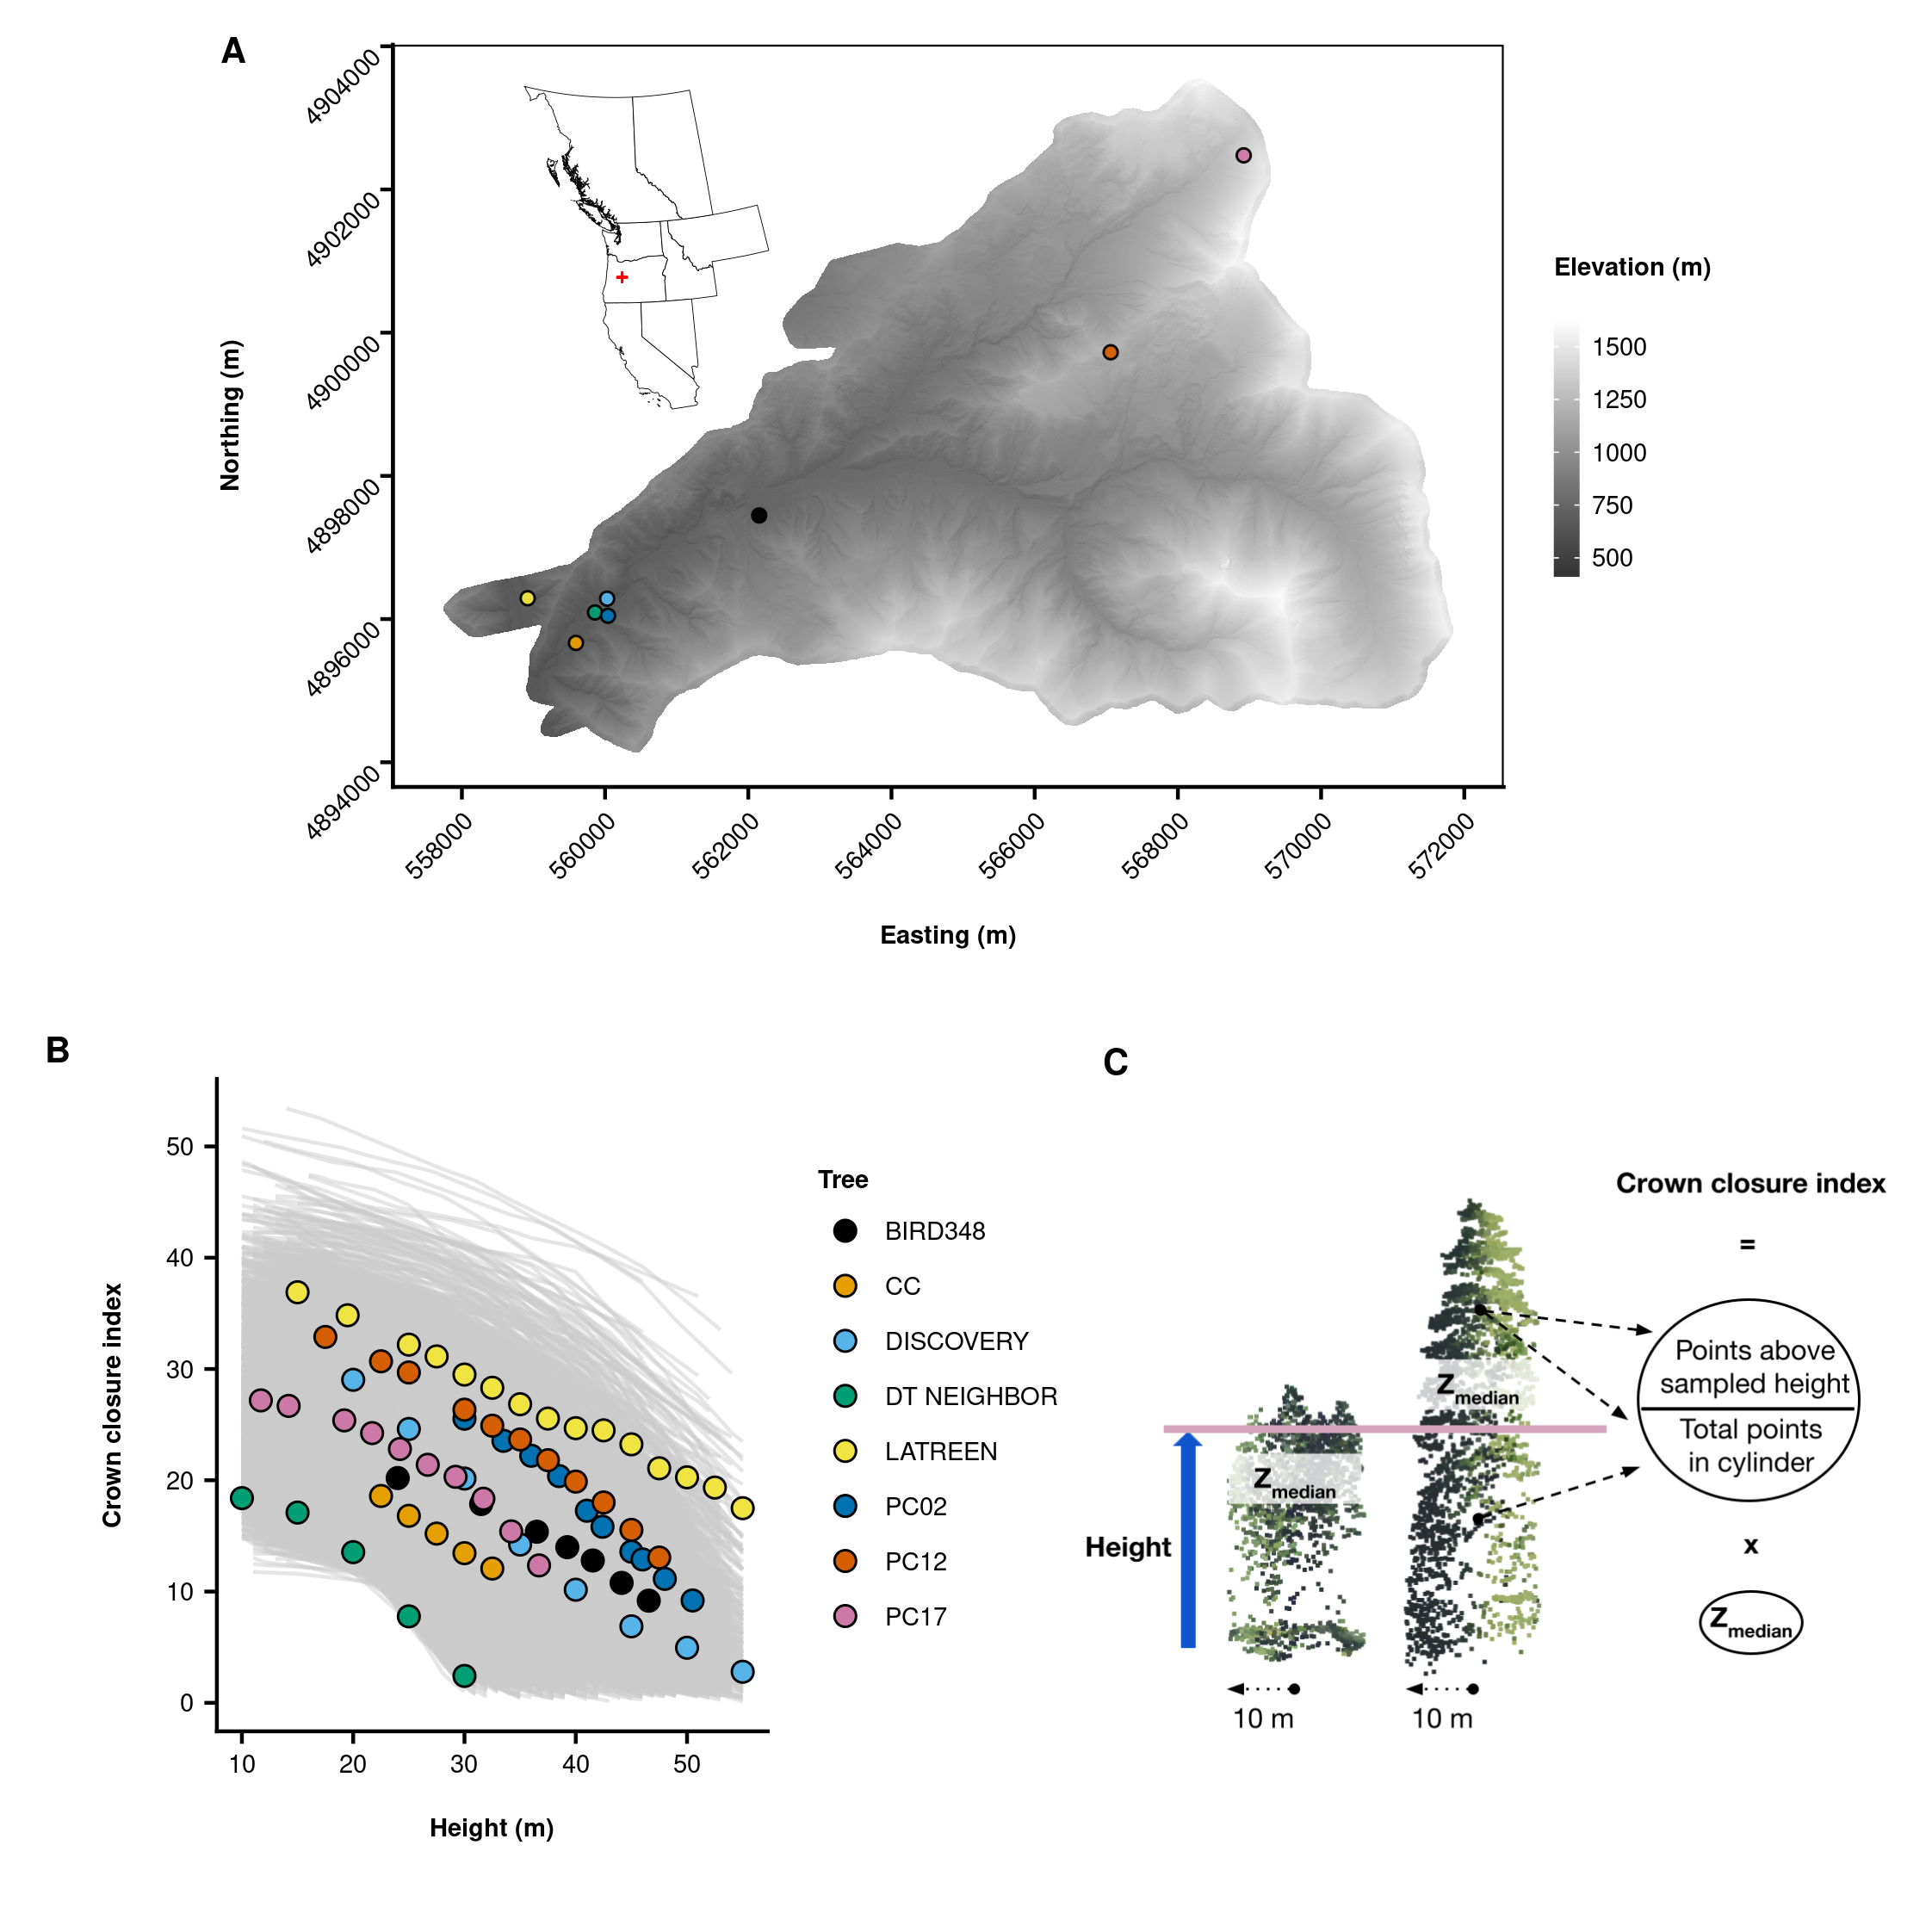 A
4904000
4902000
4900000
4898000
4896000
4894000
Northing (m)
558000
560000
562000
564000
566000
568000
570000
572000
Easting (m)
Elevation (m)
1500
1250
1000
750
500
B
50
40
30
20
10
0
Crown closure index
10
20
30
40
50
Height (m)
Tree
BIRD348
CC
DISCOVERY
DT NEIGHBOR
LATREEN
PC02
PC12
PC17
C
Crown closure index
=
Points above
sampled height
Total points
in cylinder
x
Zmedian
Zmedian
Zmedian
Height
10 m
10 m